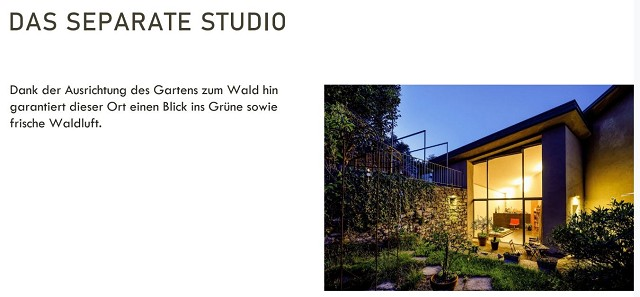 DAS SEPARATE STUDIO
Dank der Ausrichtung des Gartens zum Wald hin
garantiert dieser Ort einen Blick ins Grüne sowie
frische Waldluft.